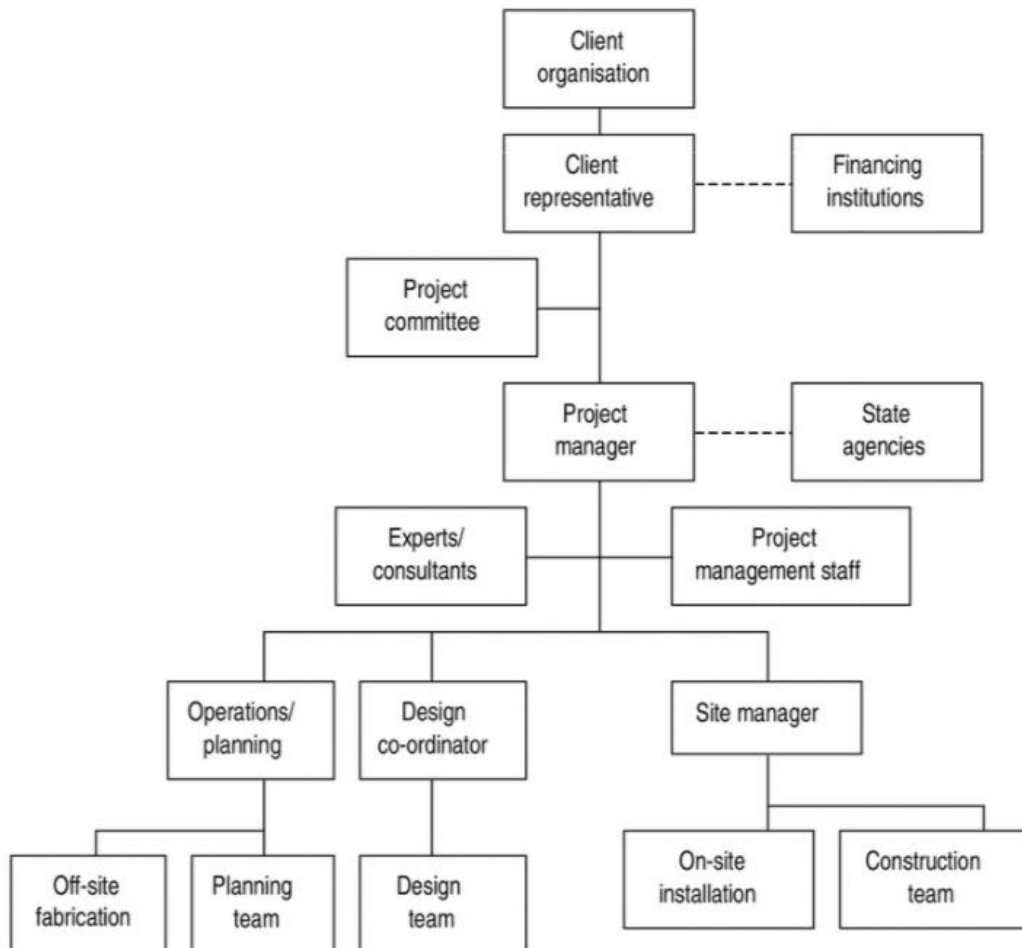 Client
organisation
Client
representative
Financing
institutions
Project
committee
Project
manager
State
agencies
Experts/
consultants
Project
management staff
Operations/
planning
Design
co-ordinator
Site manager
Off-site
fabrication
Planning
team
Design
team
On-site
installation
Construction
team